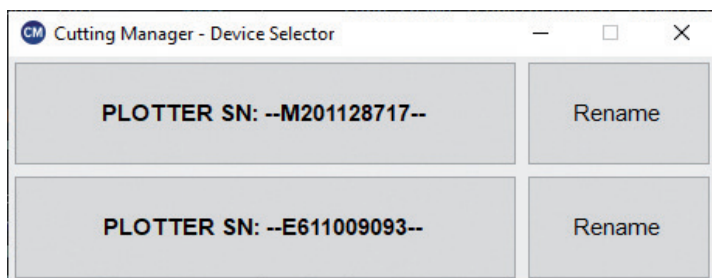 CM Cutting Manager - Device Selector
PLOTTER SN: --M201128717-- Rename
PLOTTER SN: --E611009093-- Rename